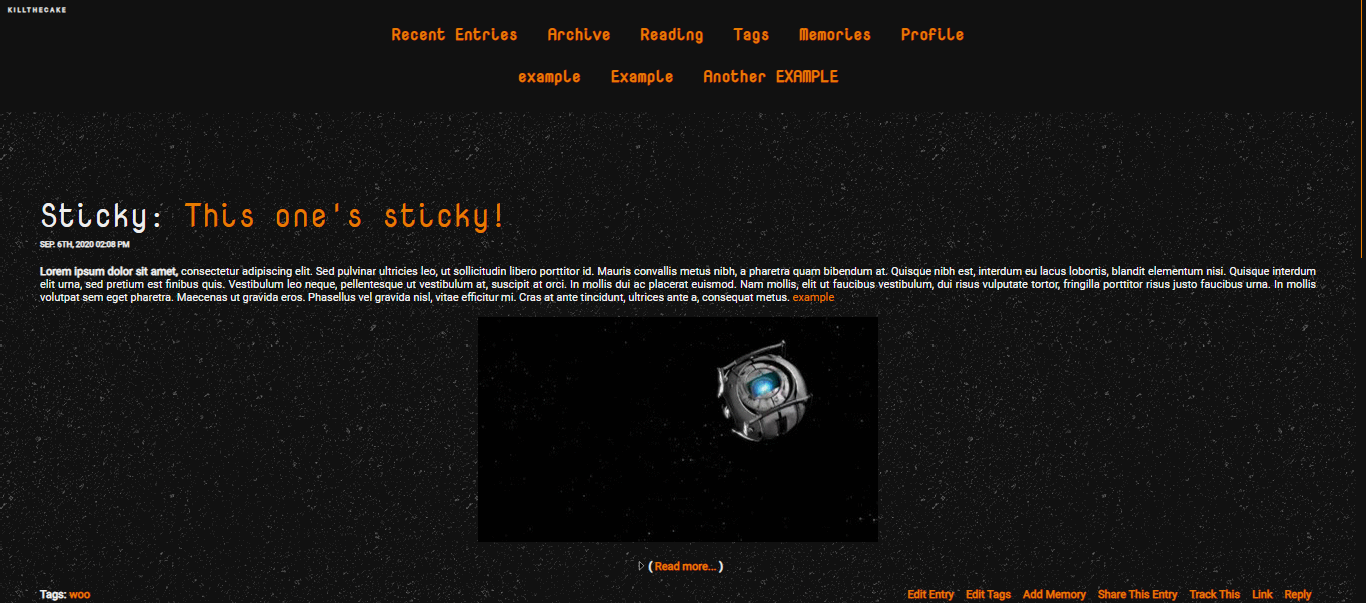 KILLTHECAKE
Recent Entries Archive Reading Tags Memories Profile
example Example Another EXAMPLE
Sticky: This one's sticky!
SEP. 6TH, 2020 02:08 PM
Lorem ipsum dolor sit amet, consectetur adipiscing elit. Sed pulvinar ultricies leo, ut sollicitudin libero porttitor id. Mauris convallis metus nibh, a pharetra quam bibendum at. Quisque nibh est, interdum eu lacus lobortis, blandit elementum nisi. Quisque interdum
elit urna, sed pretium est finibus quis. Vestibulum leo neque, pellentesque ut vestibulum at, suscipit at orci. In mollis dui ac placerat euismod. Nam mollis, elit ut faucibus vestibulum, dui risus vulputate tortor, fringilla porttitor risus justo faucibus urna. In mollis
volutpat sem eget pharetra. Maecenas ut gravida eros. Phasellus vel gravida nisl, vitae efficitur mi. Cras at ante tincidunt, ultrices ante a, consequat metus. example
( Read more... )
Tags: woo Edit Entry Edit Tags Add Memory Share This Entry Track This Link Reply